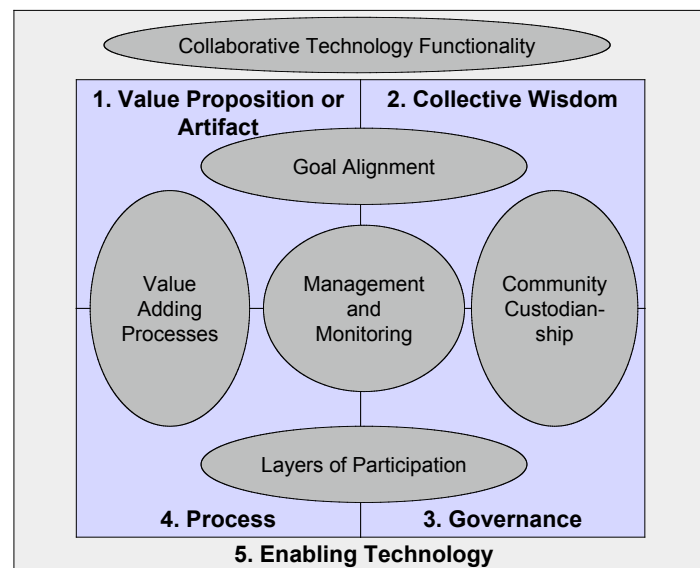 Collaborative Technology Functionality
1. Value Proposition or
Artifact
2. Collective Wisdom
Goal Alignment
Value
Adding
Processes
Management
and
Monitoring
Community
Custodian-
ship
Layers of Participation
4. Process
3. Governance
5. Enabling Technology